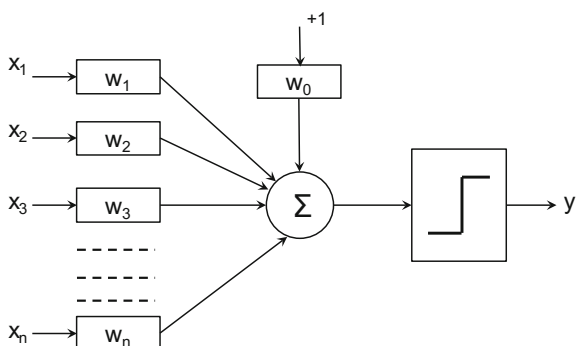 +1
x₁
w₁
w₀
x₂
w₂
x₃
w₃
Σ
y
xₙ
wₙ